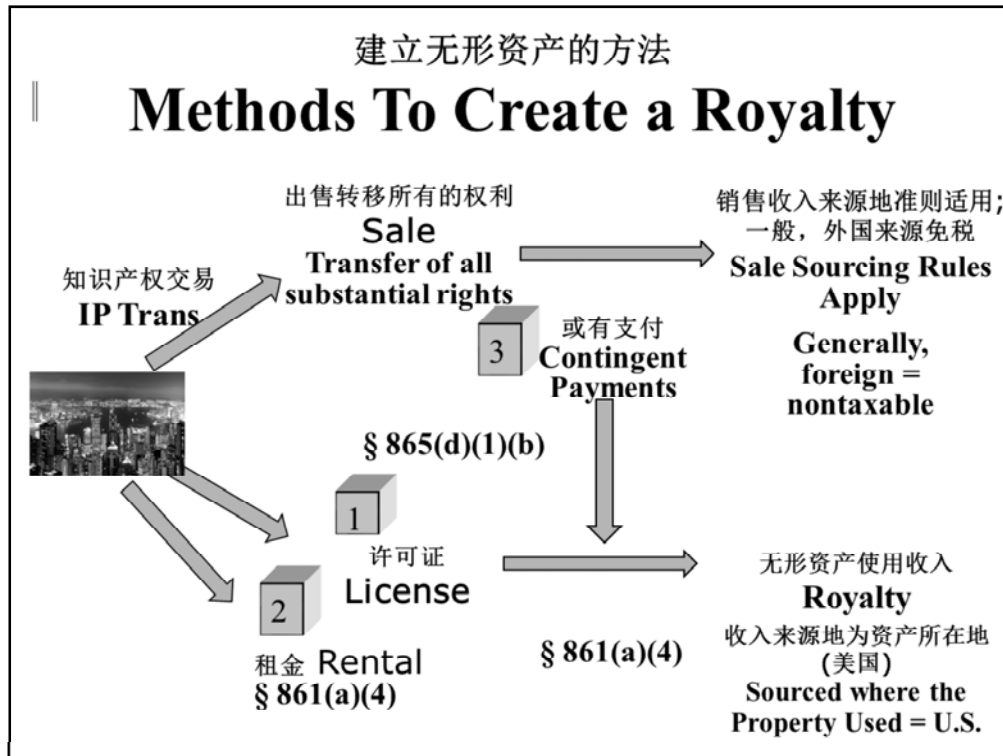 建立无形资产的方法
Methods To Create a Royalty
出售转移所有的权利
Sale
Transfer of all
substantial rights
销售收入来源地准则适用;
一般，外国来源免税
Sale Sourcing Rules
Apply
Generally,
foreign =
nontaxable
知识产权交易
IP Trans
3
或有支付
Contingent
Payments
§ 865(d)(1)(b)
1
许可证
License
2
租金 Rental
§ 861(a)(4)
§ 861(a)(4)
无形资产使用收入
Royalty
收入来源地为资产所在地
(美国)
Sourced where the
Property Used = U.S.